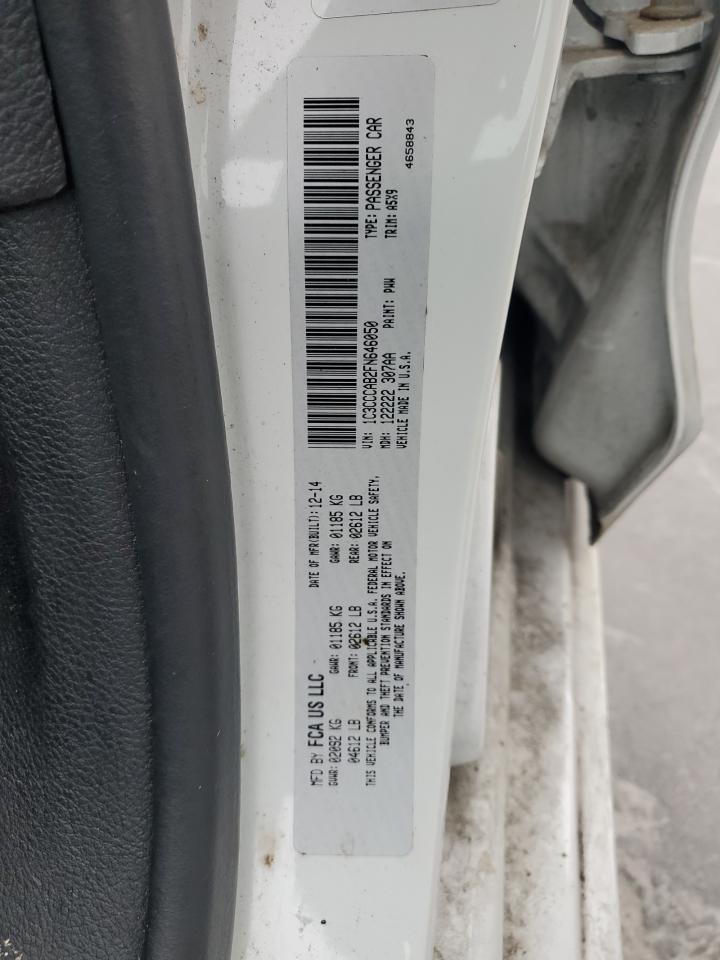 MFD BY FCA US LLC DATE OF MFR(BUILT): 12-14
GVWR: 02092 KG GAWR: 01185 KG GAWR: 01185 KG
04612 LB FRONT: 02612 LB REAR: 02612 LB
THIS VEHICLE CONFORMS TO ALL APPLICABLE U.S.A. FEDERAL MOTOR VEHICLE SAFETY,
BUMPER AND THEFT PREVENTION STANDARDS IN EFFECT ON
THE DATE OF MANUFACTURE SHOWN ABOVE.
VIN: 1C3CCCAB2FN646050 TYPE: PASSENGER CAR
MDH: 122222 307AA PAINT: PWW TRIM: A5X9
VEHICLE MADE IN U.S.A. 4658843